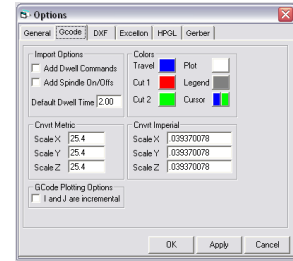 Options
General Gcode DXF Excellon HPGL Gerber
Import Options
Add Dwell Commands
Add Spindle On/Offs
Default Dwell Time 2.00
Colors
Travel Plot
Cut 1 Legend
Cut 2 Cursor
Cnvrt Metric
Scale X 25.4
Scale Y 25.4
Scale Z 25.4
Cnvrt Imperial
Scale X .039370078
Scale Y .039370078
Scale Z .039370078
GCode Plotting Options
I and J are incremental
OK Apply Cancel